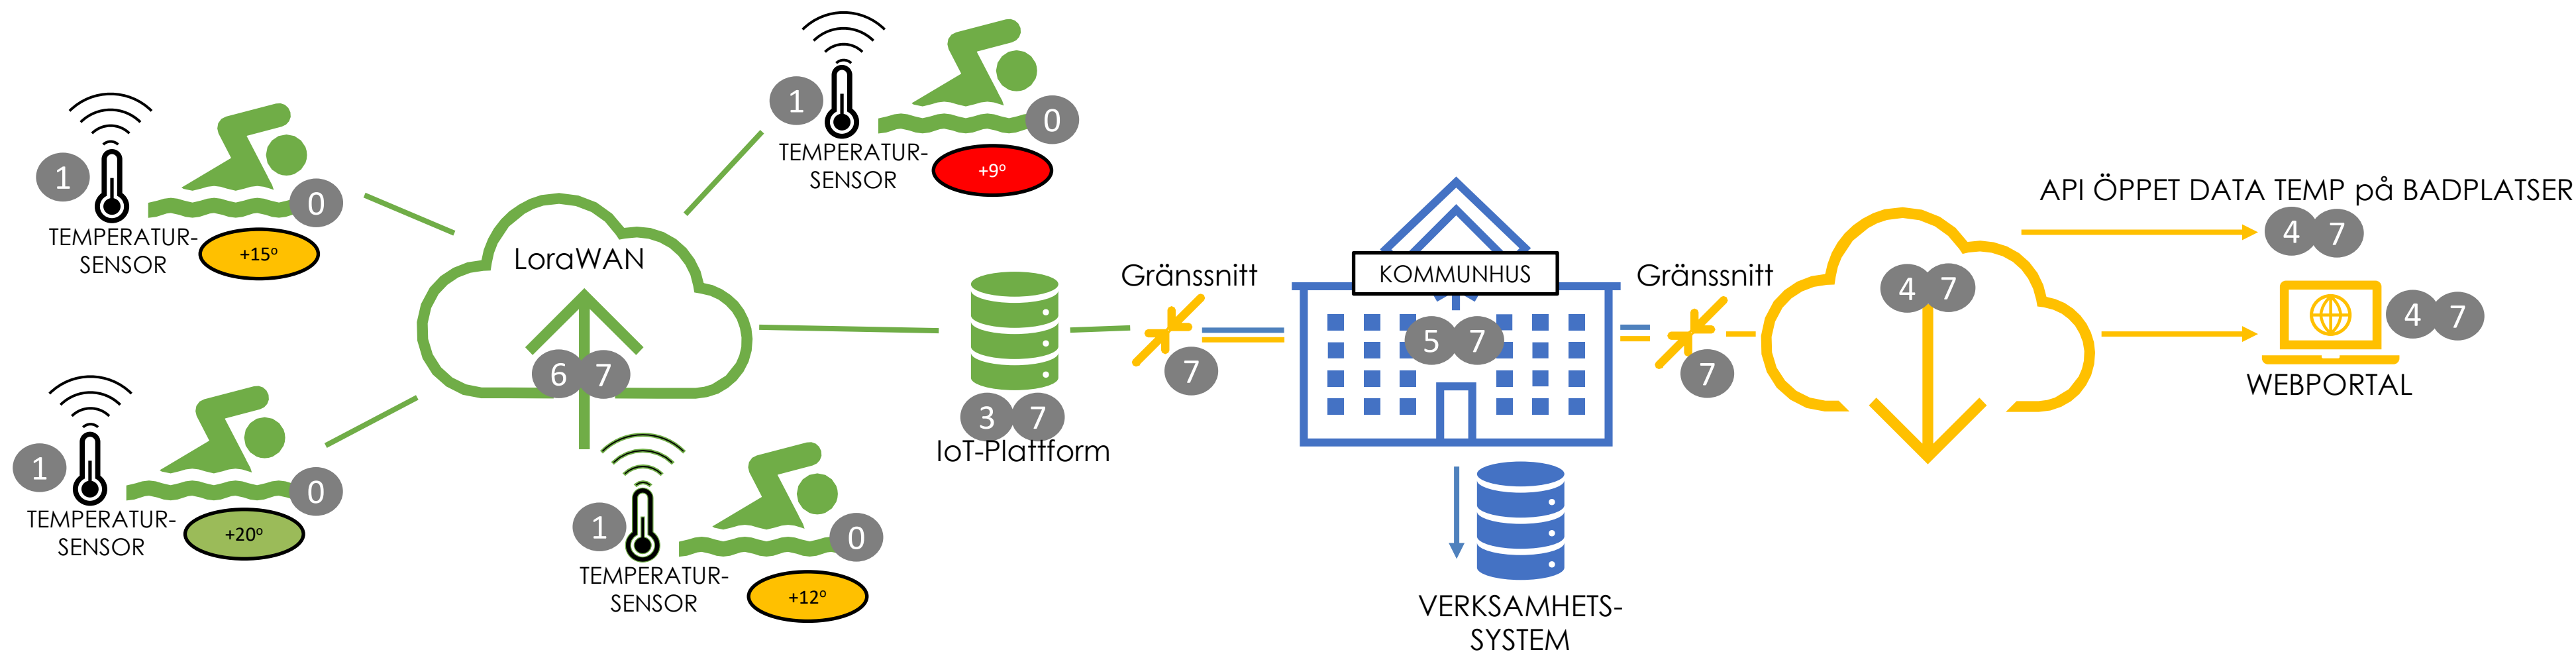 1
0
TEMPERATUR-
SENSOR
+15º
1
0
TEMPERATUR-
SENSOR
+9º
1
0
TEMPERATUR-
SENSOR
+20º
1
0
TEMPERATUR-
SENSOR
+12º
LoraWAN
6 7
3 7
IoT-Plattform
Gränssnitt
7
KOMMUNHUS
5 7
VERKSAMHETS-
SYSTEM
Gränssnitt
7
4 7
API ÖPPET DATA TEMP på BADPLATSER
4 7
4 7
WEBPORTAL